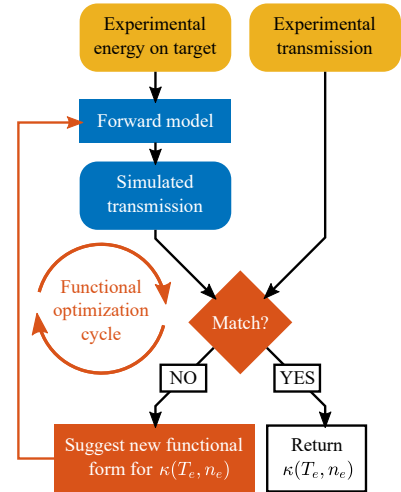 Experimental
energy on target
Experimental
transmission
Forward model
Simulated
transmission
Functional
optimization
cycle
Match?
NO
YES
Suggest new functional
form for κ(Tₑ, nₑ)
Return
κ(Tₑ, nₑ)